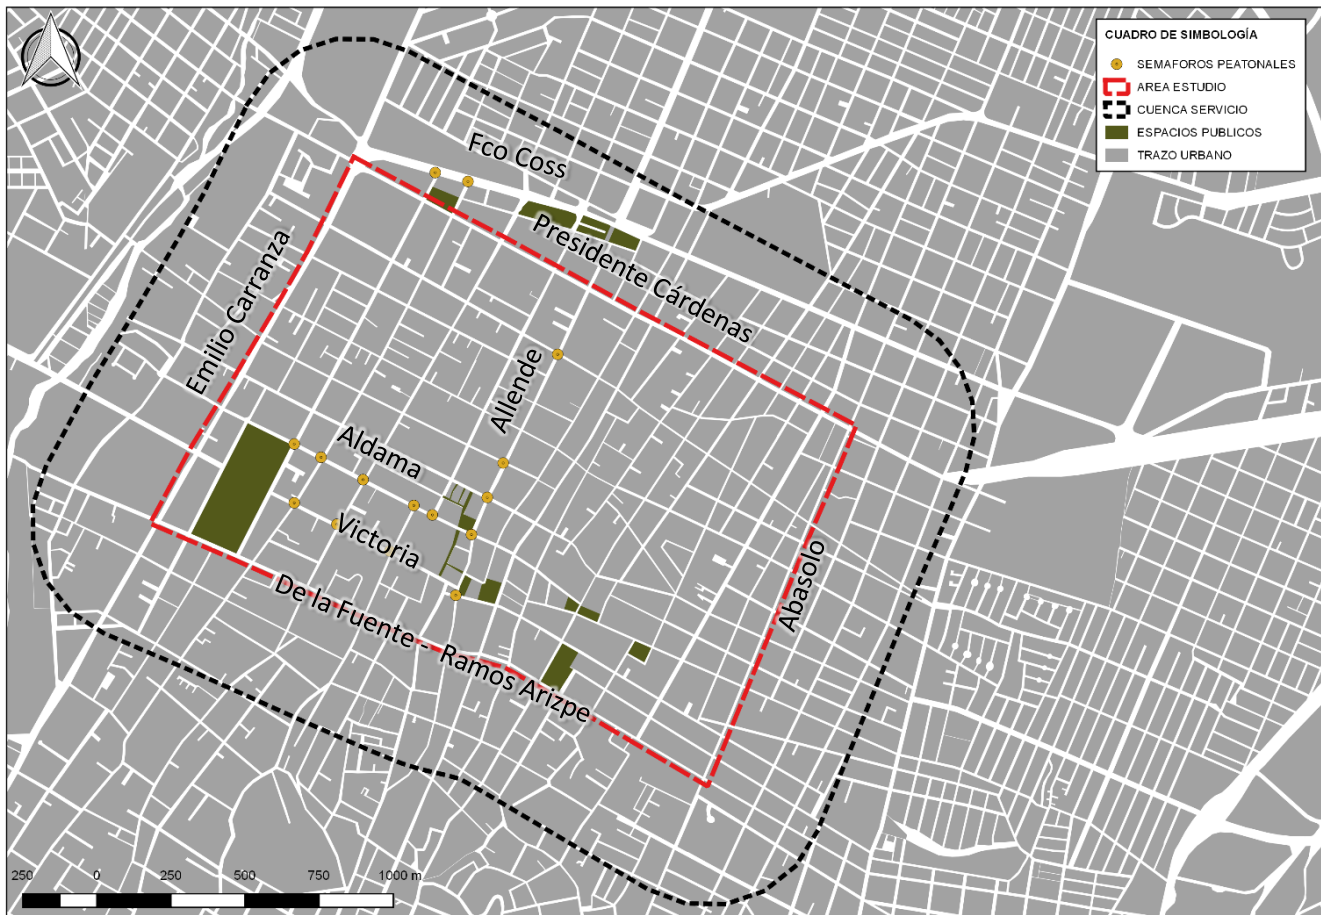 CUADRO DE SIMBOLOGÍA
SEMAFOROS PEATONALES
AREA ESTUDIO
CUENCA SERVICIO
ESPACIOS PUBLICOS
TRAZO URBANO
Fco Coss
Presidente Cárdenas
Emilio Carranza
Allende
Aldama
Victoria
Abasolo
De la Fuente - Ramos Arizpe
250 0 250 500 750 1000 m